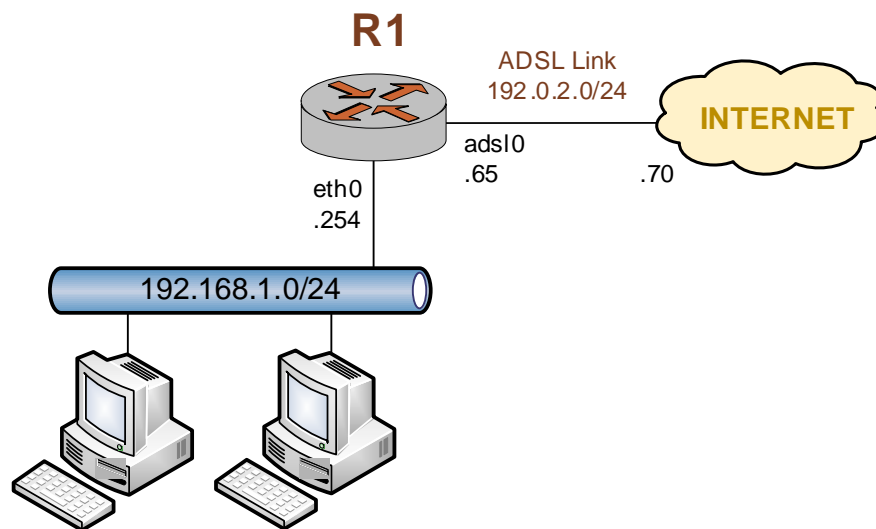 R1
ADSL Link
192.0.2.0/24
INTERNET
adsl0
.65
.70
eth0
.254
192.168.1.0/24